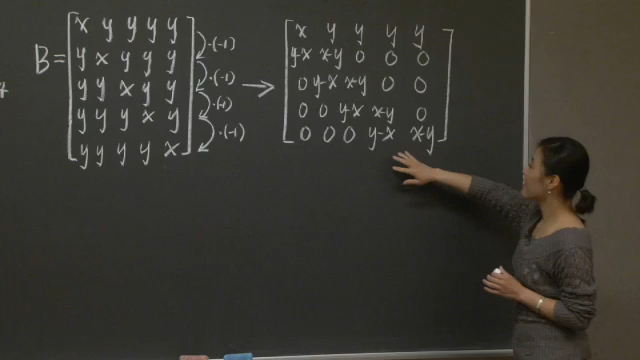 B = [ x y y y y ] ·(-1) → [ x y y y y ]
[ y x y y y ] ·(-1) [ y-x x-y 0 0 0 ]
[ y y x y y ] ·(-1) [ 0 y-x x-y 0 0 ]
[ y y y x y ] ·(-1) [ 0 0 y-x x-y 0 ]
[ y y y y x ] [ 0 0 0 y-x x-y ]